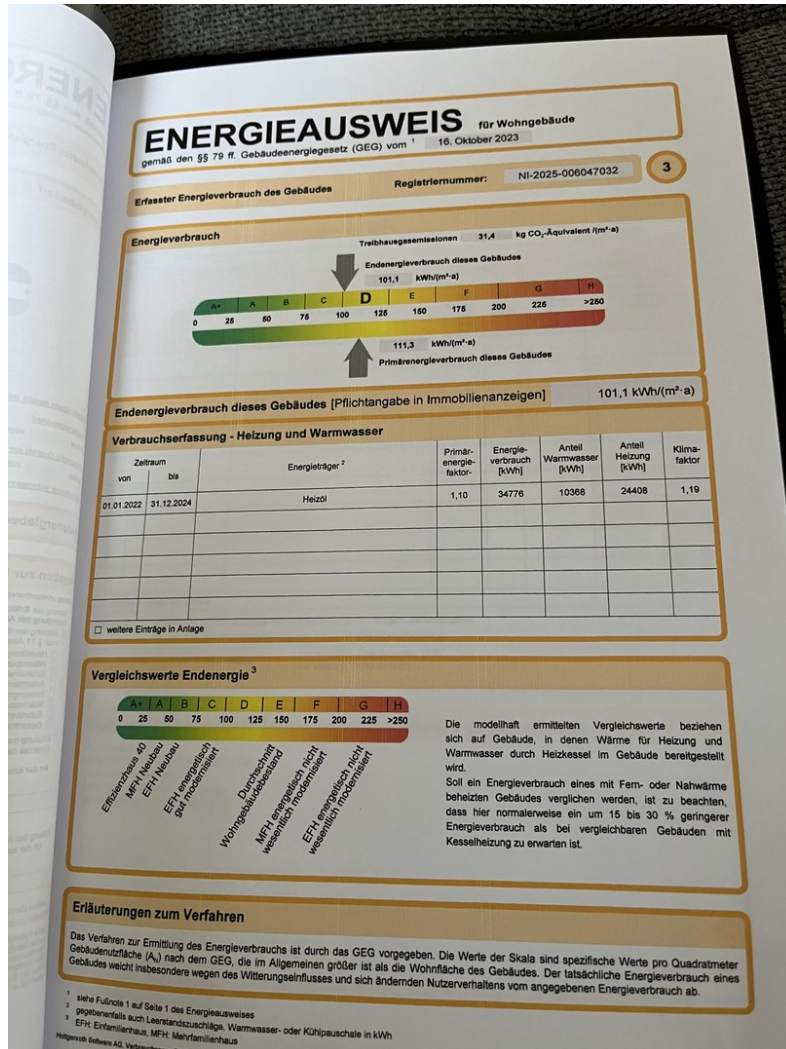 ENERGIEAUSWEIS für Wohngebäude
gemäß den §§ 79 ff. Gebäudeenergiegesetz (GEG) vom ¹ 16. Oktober 2023
Erfasster Energieverbrauch des Gebäudes Registriernummer: NI-2025-006047032 3
Energieverbrauch
Treibhausgasemissionen 31,4 kg CO₂-Äquivalent /(m²·a)
Endenergieverbrauch dieses Gebäudes
101,1 kWh/(m²·a)
A+ A B C D E F G H
0 25 50 75 100 125 150 175 200 225 >250
111,3 kWh/(m²·a)
Primärenergieverbrauch dieses Gebäudes
Endenergieverbrauch dieses Gebäudes [Pflichtangabe in Immobilienanzeigen] 101,1 kWh/(m²·a)
Verbrauchserfassung - Heizung und Warmwasser
Zeitraum
von bis
Energieträger ²
Primär-
energie-
faktor-
Energie-
verbrauch
[kWh]
Anteil
Warmwasser
[kWh]
Anteil
Heizung
[kWh]
Klima-
faktor
01.01.2022 31.12.2024 Heizöl 1,10 34776 10368 24408 1,19
weitere Einträge in Anlage
Vergleichswerte Endenergie ³
A+ A B C D E F G H
0 25 50 75 100 125 150 175 200 225 >250
Effizienzhaus 40
MFH Neubau
EFH Neubau
EFH energetisch
gut modernisiert
Durchschnitt
Wohngebäudebestand
MFH energetisch nicht
wesentlich modernisiert
EFH energetisch nicht
wesentlich modernisiert
Die modellhaft ermittelten Vergleichswerte beziehen
sich auf Gebäude, in denen Wärme für Heizung und
Warmwasser durch Heizkessel im Gebäude bereitgestellt
wird.
Soll ein Energieverbrauch eines mit Fern- oder Nahwärme
beheizten Gebäudes verglichen werden, ist zu beachten,
dass hier normalerweise ein um 15 bis 30 % geringerer
Energieverbrauch als bei vergleichbaren Gebäuden mit
Kesselheizung zu erwarten ist.
Erläuterungen zum Verfahren
Das Verfahren zur Ermittlung des Energieverbrauchs ist durch das GEG vorgegeben. Die Werte der Skala sind spezifische Werte pro Quadratmeter
Gebäudenutzfläche (Aₙ) nach dem GEG, die im Allgemeinen größer ist als die Wohnfläche des Gebäudes. Der tatsächliche Energieverbrauch eines
Gebäudes weicht insbesondere wegen des Witterungseinflusses und sich ändernden Nutzerverhaltens vom angegebenen Energieverbrauch ab.
¹ siehe Fußnote 1 auf Seite 1 des Energieausweises
² gegebenenfalls auch Leerstandszuschläge, Warmwasser- oder Kühlpauschale in kWh
³ EFH: Einfamilienhaus, MFH: Mehrfamilienhaus
Hottgenroth Software AG,